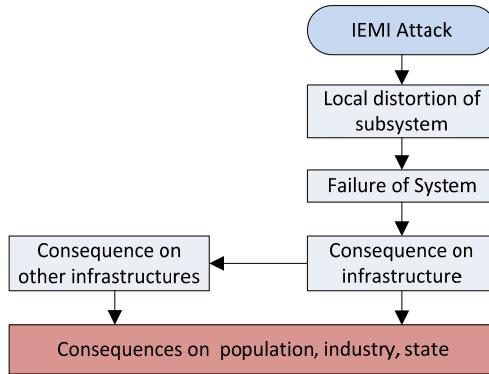 IEMI Attack
Local distortion of
subsystem
Failure of System
Consequence on
other infrastructures
Consequence on
infrastructure
Consequences on population, industry, state